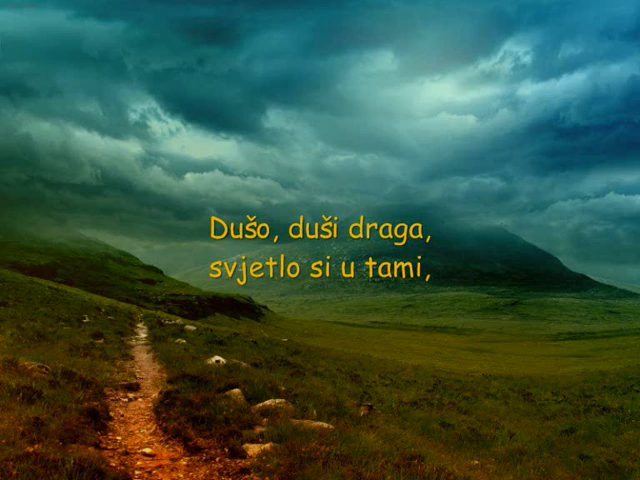 Dušo, duši draga,
svjetlo si u tami,